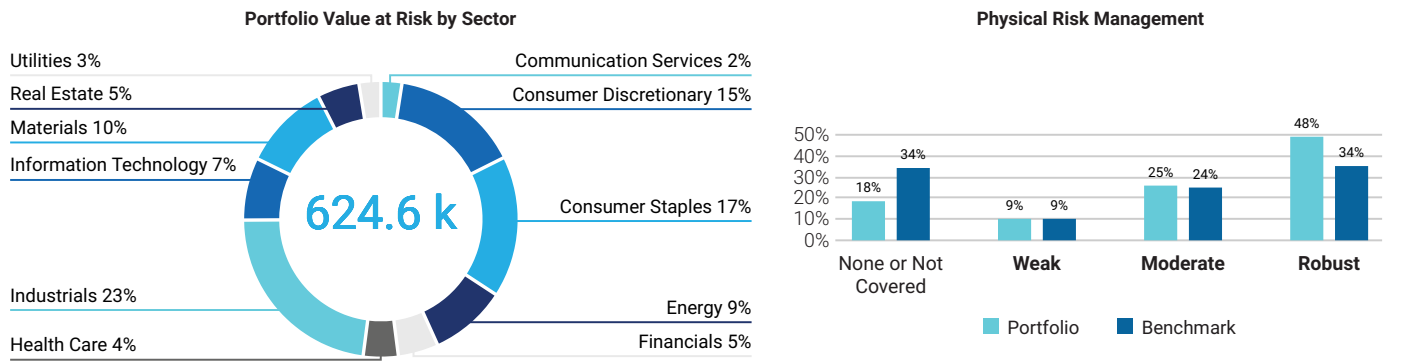 Portfolio Value at Risk by Sector
Utilities 3%
Real Estate 5%
Materials 10%
Information Technology 7%
Industrials 23%
Health Care 4%
624.6 k
Communication Services 2%
Consumer Discretionary 15%
Consumer Staples 17%
Energy 9%
Financials 5%
Physical Risk Management
50%
40%
30%
20%
10%
0%
18%
34%
9%
9%
25%
24%
48%
34%
None or Not
Covered
Weak
Moderate
Robust
Portfolio
Benchmark